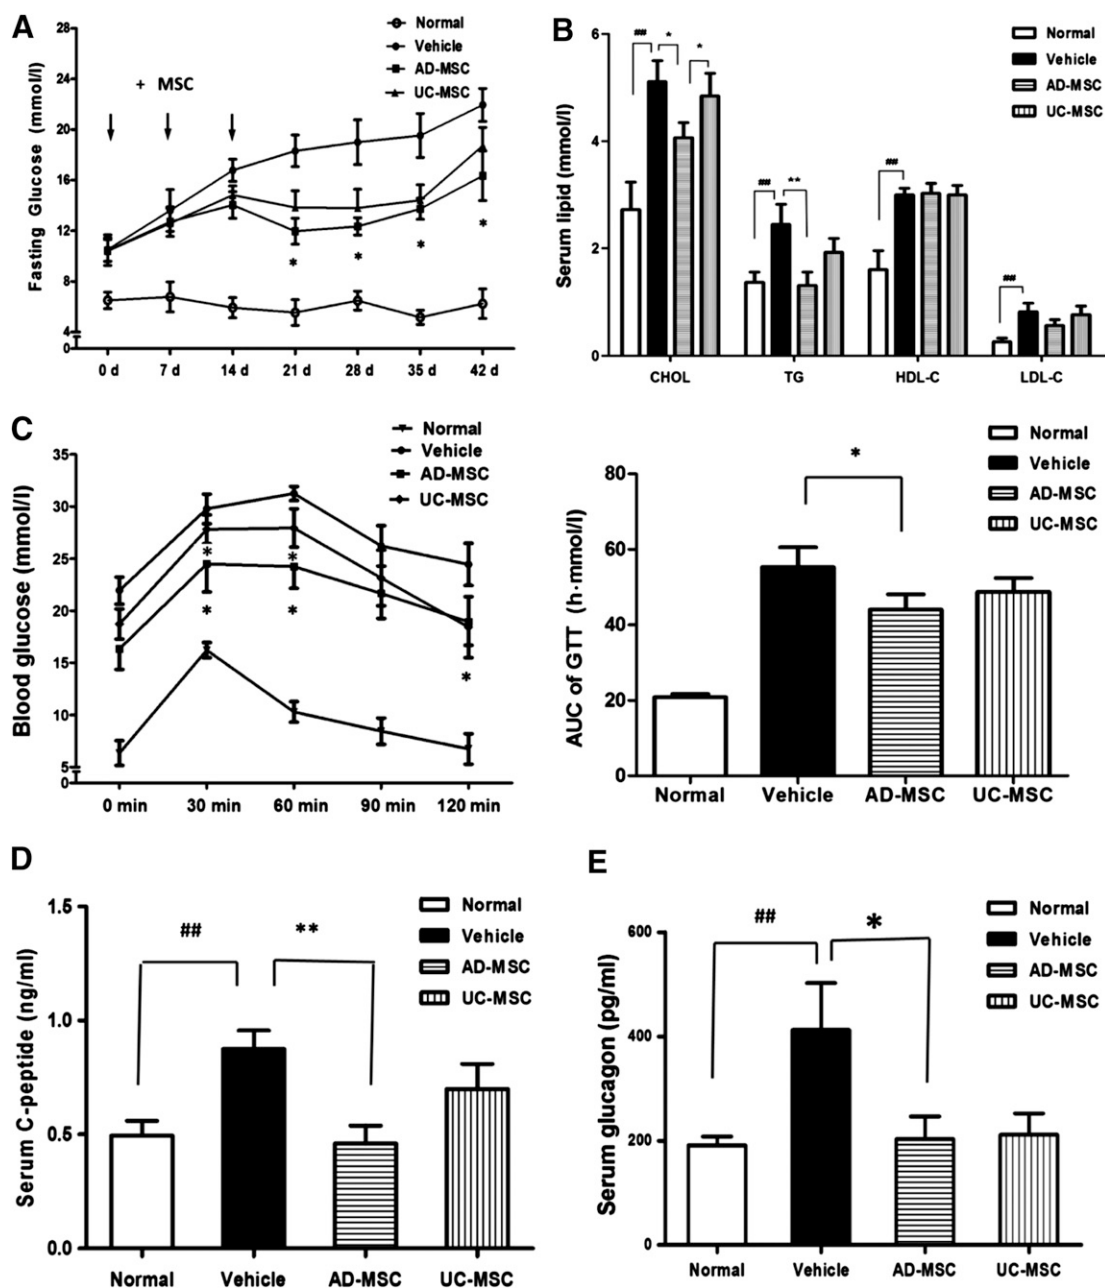 A
Fasting Glucose (mmol/l)
28
24
20
16
12
8
4
0
+ MSC
Normal
Vehicle
AD-MSC
UC-MSC
*
*
*
*
0 d
7 d
14 d
21 d
28 d
35 d
42 d
B
Serum lipid (mmol/l)
6
4
2
0
##
*
*
##
**
##
##
Normal
Vehicle
AD-MSC
UC-MSC
CHOL
TG
HDL-C
LDL-C
C
Blood glucose (mmol/l)
35
30
25
20
15
10
5
0
Normal
Vehicle
AD-MSC
UC-MSC
*
*
*
*
*
0 min
30 min
60 min
90 min
120 min
AUC of GTT (h·mmol/l)
80
60
40
20
0
*
Normal
Vehicle
AD-MSC
UC-MSC
Normal
Vehicle
AD-MSC
UC-MSC
D
Serum C-peptide (ng/ml)
1.5
1.0
0.5
0.0
##
**
Normal
Vehicle
AD-MSC
UC-MSC
Normal
Vehicle
AD-MSC
UC-MSC
E
Serum glucagon (pg/ml)
600
400
200
0
##
*
Normal
Vehicle
AD-MSC
UC-MSC
Normal
Vehicle
AD-MSC
UC-MSC